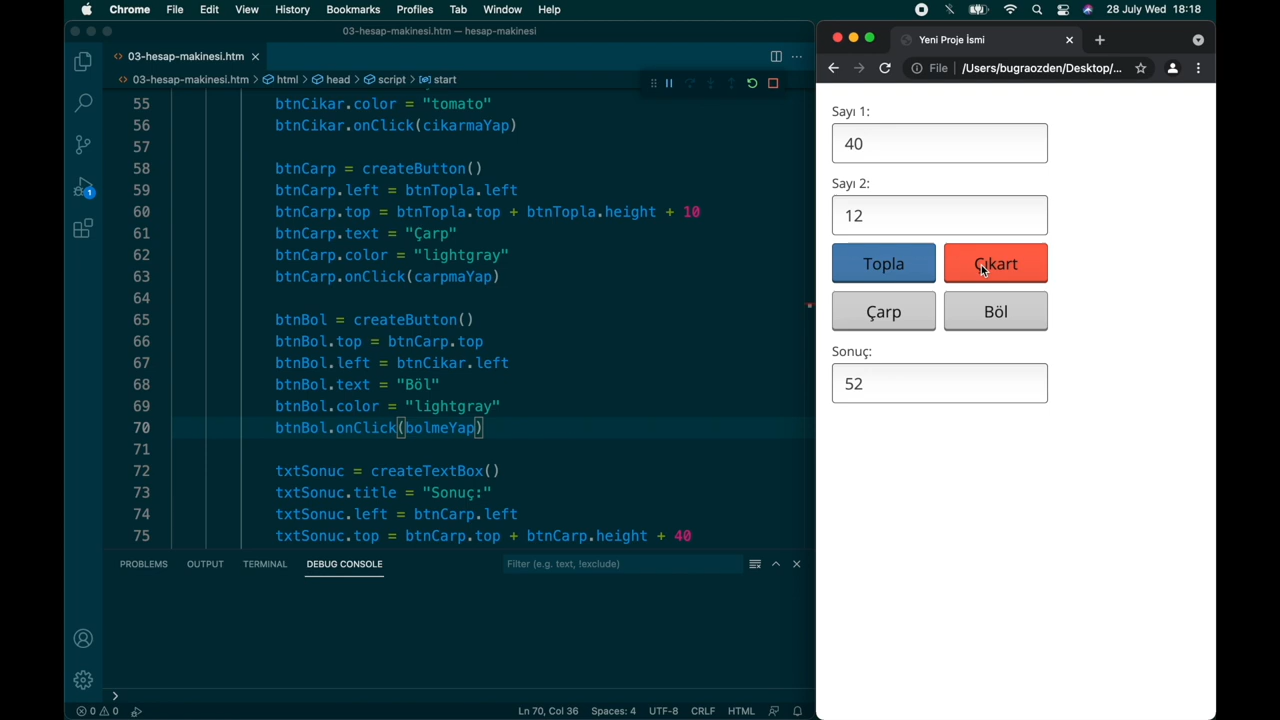 Chrome File Edit View History Bookmarks Profiles Tab Window Help 28 July Wed 18:18
03-hesap-makinesi.htm — hesap-makinesi
03-hesap-makinesi.htm
03-hesap-makinesi.htm > html > head > script > start
55 btnCikar.color = "tomato"
56 btnCikar.onClick(cikarmaYap)
57
58 btnCarp = createButton()
59 btnCarp.left = btnTopla.left
60 btnCarp.top = btnTopla.top + btnTopla.height + 10
61 btnCarp.text = "Çarp"
62 btnCarp.color = "lightgray"
63 btnCarp.onClick(carpmaYap)
64
65 btnBol = createButton()
66 btnBol.top = btnCarp.top
67 btnBol.left = btnCikar.left
68 btnBol.text = "Böl"
69 btnBol.color = "lightgray"
70 btnBol.onClick(bolmeYap)
71
72 txtSonuc = createTextBox()
73 txtSonuc.title = "Sonuç:"
74 txtSonuc.left = btnCarp.left
75 txtSonuc.top = btnCarp.top + btnCarp.height + 40
1
PROBLEMS OUTPUT TERMINAL DEBUG CONSOLE Filter (e.g. text, !exclude)
0 0 Ln 70, Col 36 Spaces: 4 UTF-8 CRLF HTML
Yeni Proje İsmi
File | /Users/bugraozden/Desktop/...
Sayı 1:
40
Sayı 2:
12
Topla Çıkart
Çarp Böl
Sonuç:
52